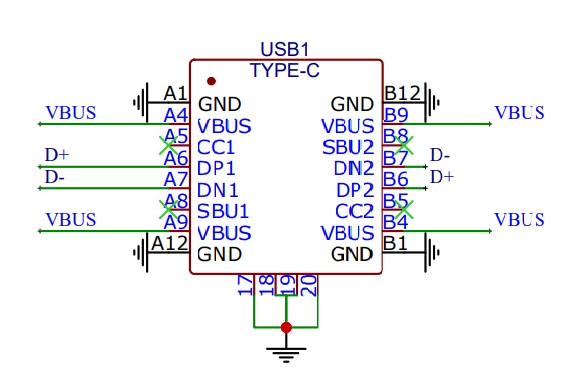 USB1
TYPE-C
A1 GND GND B12
VBUS A4 VBUS VBUS B9 VBUS
A5 CC1 SBU2 B8
D+ A6 DP1 DN2 B7 D-
D- A7 DN1 DP2 B6 D+
A8 SBU1 CC2 B5
VBUS A9 VBUS VBUS B4 VBUS
A12 GND GND B1
17 18 19 20